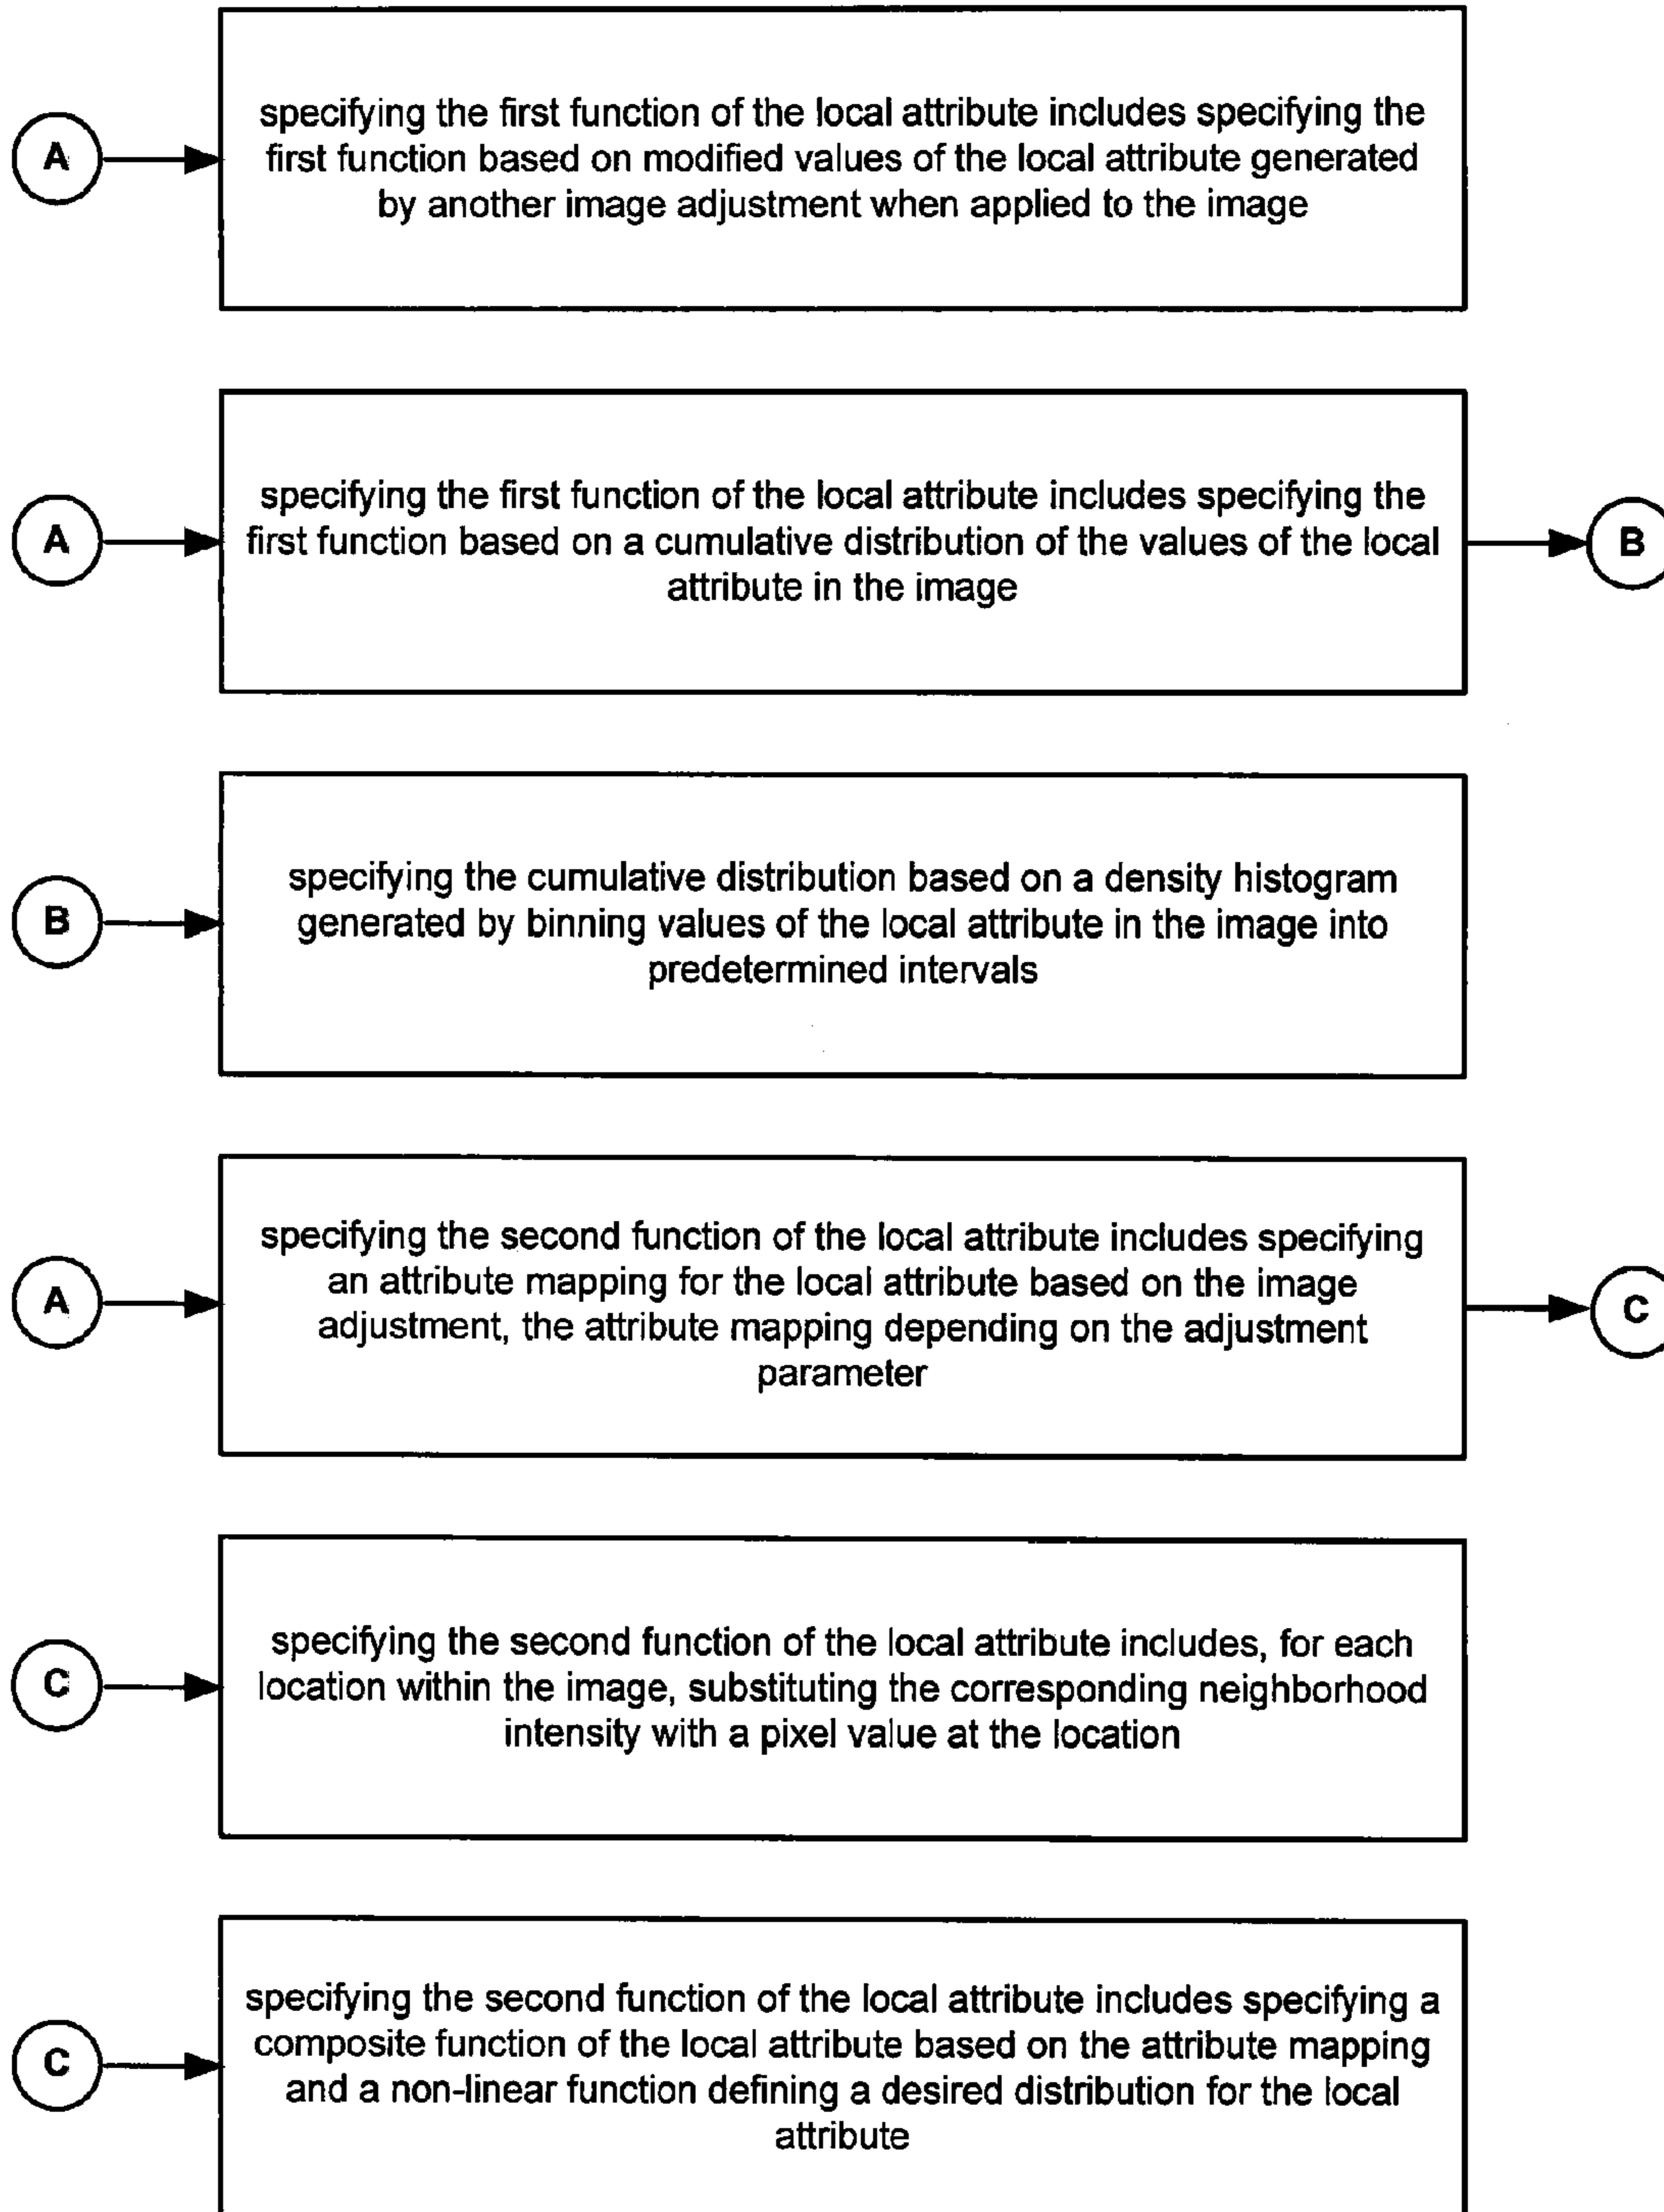 A
specifying the first function of the local attribute includes specifying the
first function based on modified values of the local attribute generated
by another image adjustment when applied to the image
A
specifying the first function of the local attribute includes specifying the
first function based on a cumulative distribution of the values of the local
attribute in the image
B
B
specifying the cumulative distribution based on a density histogram
generated by binning values of the local attribute in the image into
predetermined intervals
A
specifying the second function of the local attribute includes specifying
an attribute mapping for the local attribute based on the image
adjustment, the attribute mapping depending on the adjustment
parameter
C
C
specifying the second function of the local attribute includes, for each
location within the image, substituting the corresponding neighborhood
intensity with a pixel value at the location
C
specifying the second function of the local attribute includes specifying a
composite function of the local attribute based on the attribute mapping
and a non-linear function defining a desired distribution for the local
attribute